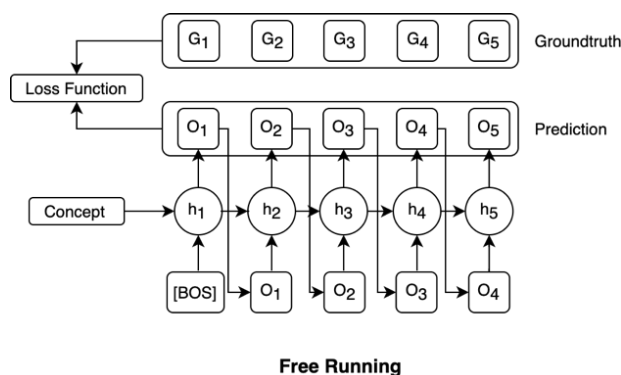 G1 G2 G3 G4 G5 Groundtruth
Loss Function
O1 O2 O3 O4 O5 Prediction
Concept h1 h2 h3 h4 h5
[BOS] O1 O2 O3 O4
Free Running